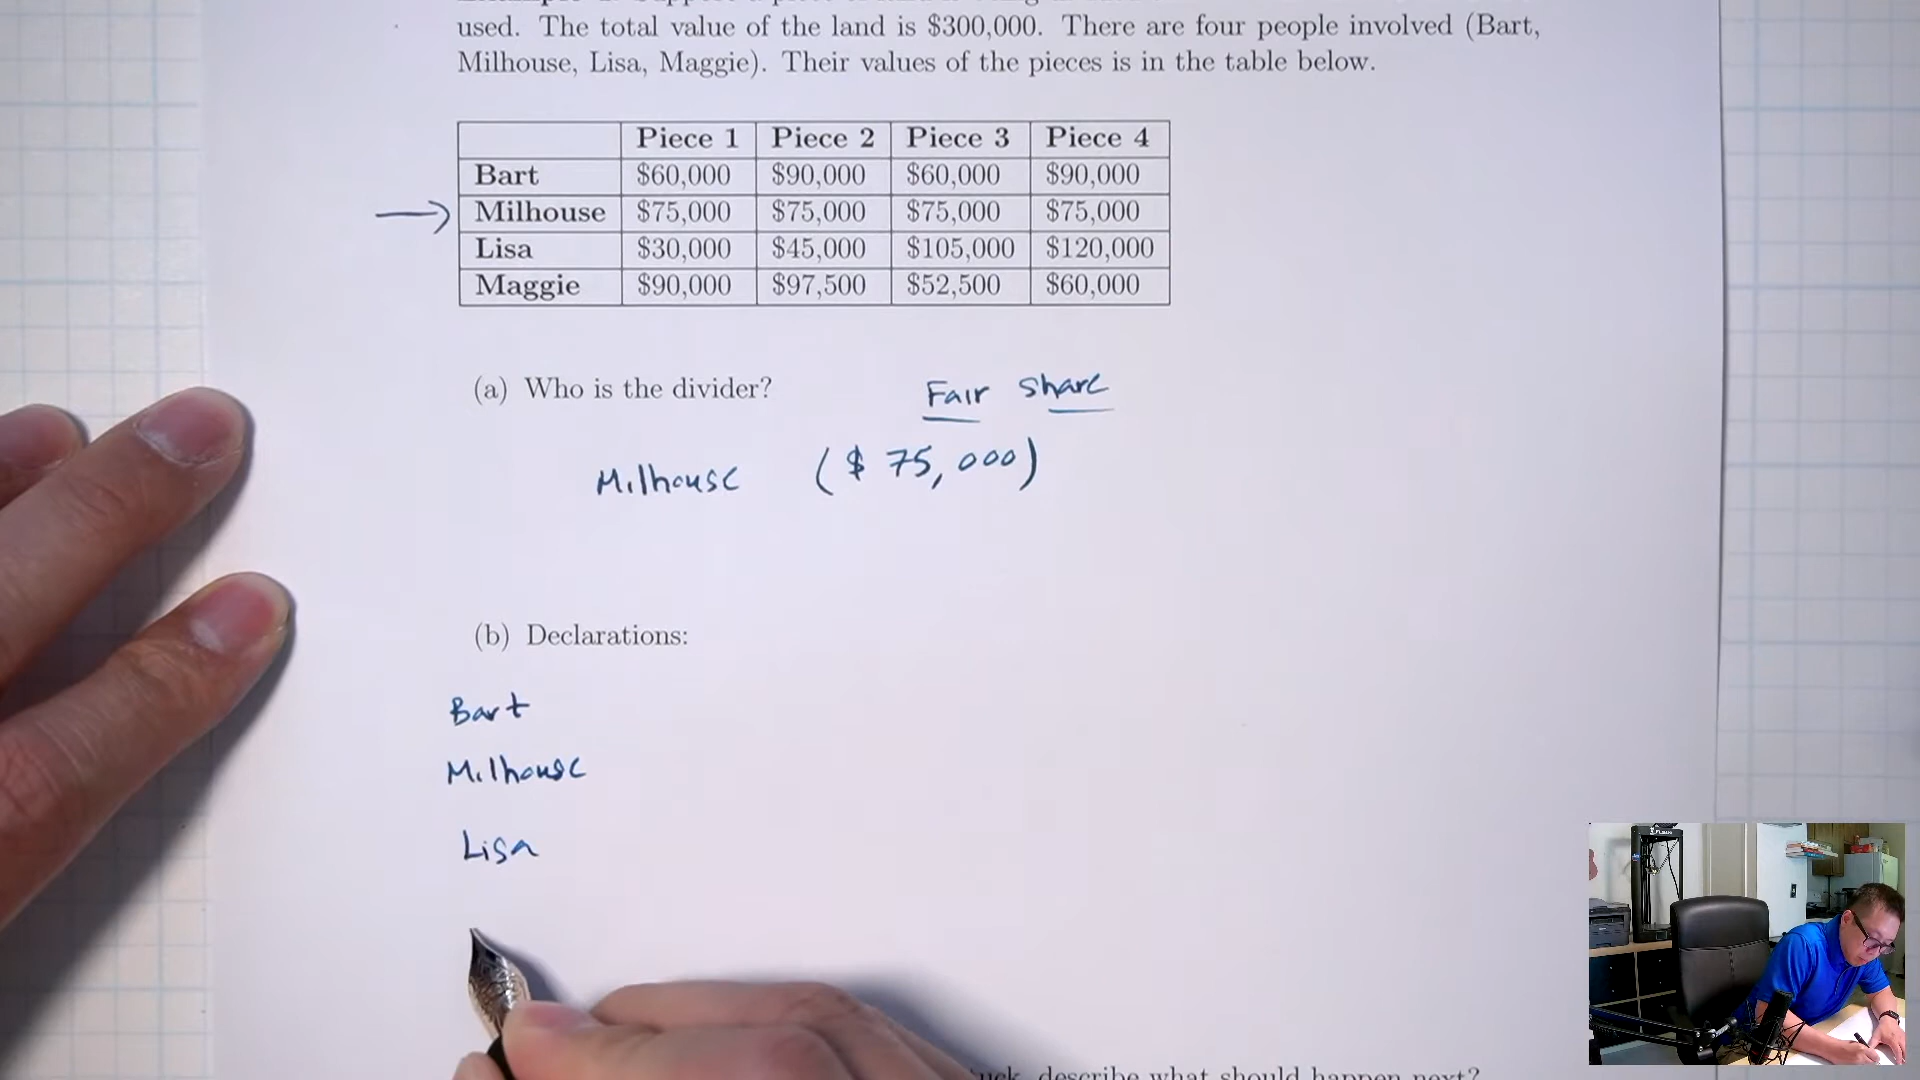 used. The total value of the land is $300,000. There are four people involved (Bart,
Milhouse, Lisa, Maggie). Their values of the pieces is in the table below.
Piece 1 Piece 2 Piece 3 Piece 4
Bart $60,000 $90,000 $60,000 $90,000
Milhouse $75,000 $75,000 $75,000 $75,000
Lisa $30,000 $45,000 $105,000 $120,000
Maggie $90,000 $97,500 $52,500 $60,000
(a) Who is the divider?
Fair Share
Milhouse ($ 75,000)
(b) Declarations:
Bart
Milhouse
Lisa
describe what should happen next?